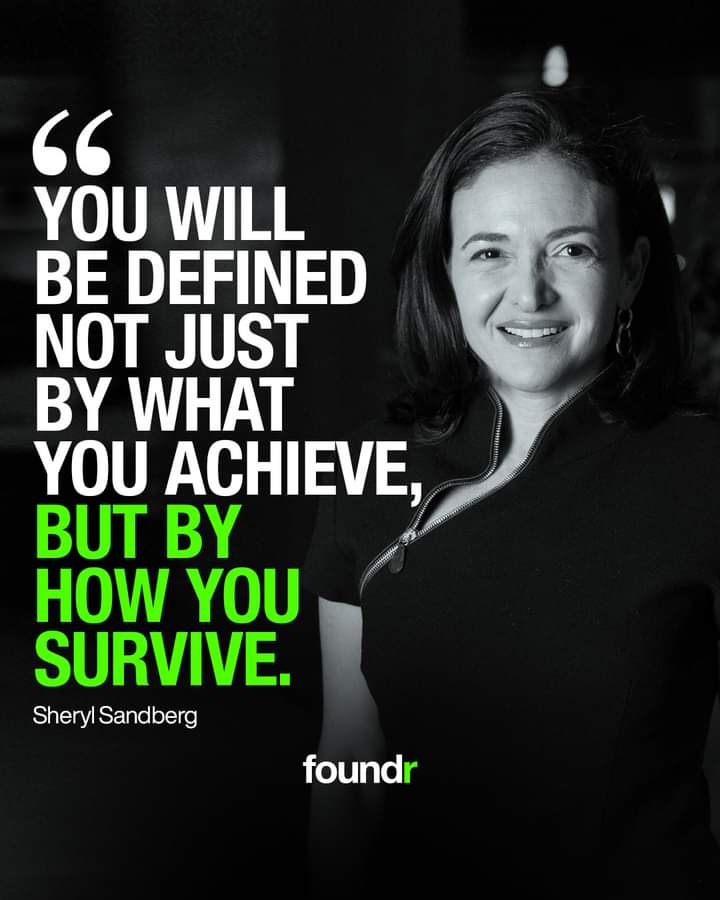 “
YOU WILL
BE DEFINED
NOT JUST
BY WHAT
YOU ACHIEVE,
BUT BY
HOW YOU
SURVIVE.
Sheryl Sandberg
foundr